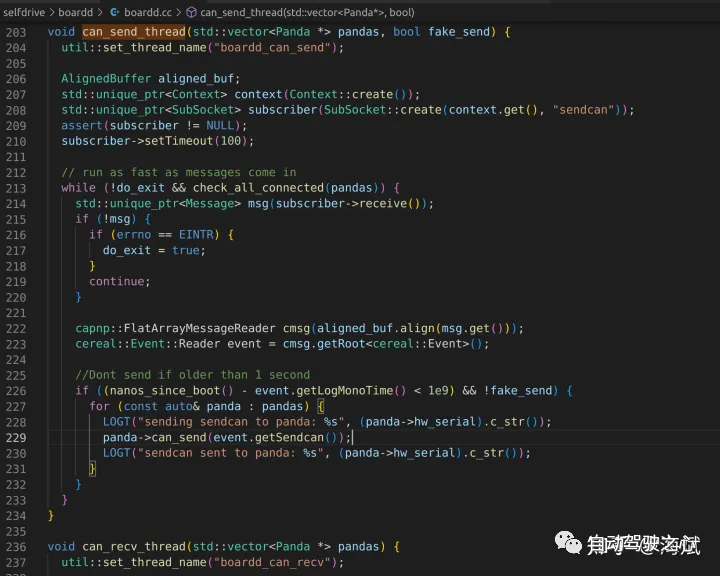 selfdrive > boardd > boardd.cc > can_send_thread(std::vector<Panda*>, bool)
203 void can_send_thread(std::vector<Panda *> pandas, bool fake_send) {
204 util::set_thread_name("boardd_can_send");
205
206 AlignedBuffer aligned_buf;
207 std::unique_ptr<Context> context(Context::create());
208 std::unique_ptr<SubSocket> subscriber(SubSocket::create(context.get(), "sendcan"));
209 assert(subscriber != NULL);
210 subscriber->setTimeout(100);
211
212 // run as fast as messages come in
213 while (!do_exit && check_all_connected(pandas)) {
214 std::unique_ptr<Message> msg(subscriber->receive());
215 if (!msg) {
216 if (errno == EINTR) {
217 do_exit = true;
218 }
219 continue;
220 }
221
222 capnp::FlatArrayMessageReader cmsg(aligned_buf.align(msg.get()));
223 cereal::Event::Reader event = cmsg.getRoot<cereal::Event>();
224
225 //Dont send if older than 1 second
226 if ((nanos_since_boot() - event.getLogMonoTime() < 1e9) && !fake_send) {
227 for (const auto& panda : pandas) {
228 LOGT("sending sendcan to panda: %s", (panda->hw_serial).c_str());
229 panda->can_send(event.getSendcan());
230 LOGT("sendcan sent to panda: %s", (panda->hw_serial).c_str());
231 }
232 }
233 }
234 }
235
236 void can_recv_thread(std::vector<Panda *> pandas) {
237 util::set_thread_name("boardd_can_recv");
自动驾驶之心